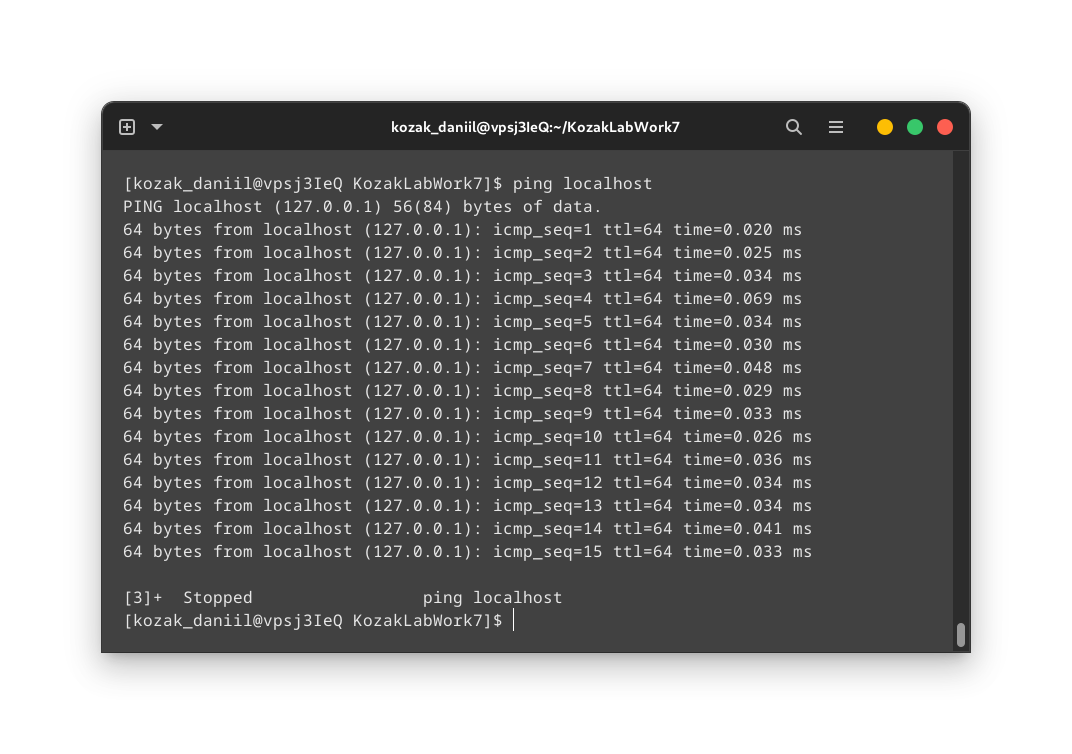 kozak_daniil@vpsj3IeQ:~/KozakLabWork7
[kozak_daniil@vpsj3IeQ KozakLabWork7]$ ping localhost
PING localhost (127.0.0.1) 56(84) bytes of data.
64 bytes from localhost (127.0.0.1): icmp_seq=1 ttl=64 time=0.020 ms
64 bytes from localhost (127.0.0.1): icmp_seq=2 ttl=64 time=0.025 ms
64 bytes from localhost (127.0.0.1): icmp_seq=3 ttl=64 time=0.034 ms
64 bytes from localhost (127.0.0.1): icmp_seq=4 ttl=64 time=0.069 ms
64 bytes from localhost (127.0.0.1): icmp_seq=5 ttl=64 time=0.034 ms
64 bytes from localhost (127.0.0.1): icmp_seq=6 ttl=64 time=0.030 ms
64 bytes from localhost (127.0.0.1): icmp_seq=7 ttl=64 time=0.048 ms
64 bytes from localhost (127.0.0.1): icmp_seq=8 ttl=64 time=0.029 ms
64 bytes from localhost (127.0.0.1): icmp_seq=9 ttl=64 time=0.033 ms
64 bytes from localhost (127.0.0.1): icmp_seq=10 ttl=64 time=0.026 ms
64 bytes from localhost (127.0.0.1): icmp_seq=11 ttl=64 time=0.036 ms
64 bytes from localhost (127.0.0.1): icmp_seq=12 ttl=64 time=0.034 ms
64 bytes from localhost (127.0.0.1): icmp_seq=13 ttl=64 time=0.034 ms
64 bytes from localhost (127.0.0.1): icmp_seq=14 ttl=64 time=0.041 ms
64 bytes from localhost (127.0.0.1): icmp_seq=15 ttl=64 time=0.033 ms
[3]+  Stopped                 ping localhost
[kozak_daniil@vpsj3IeQ KozakLabWork7]$